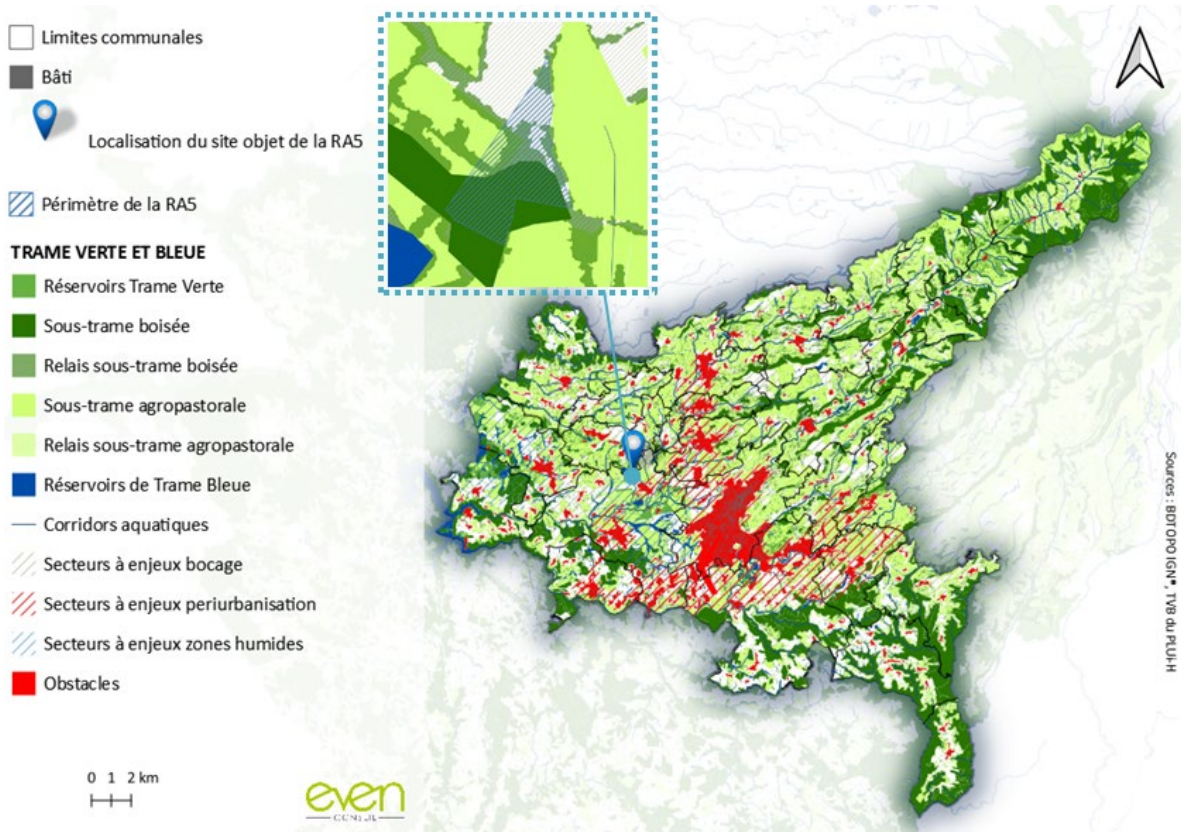 Limites communales
Bâti
Localisation du site objet de la RA5
Périmètre de la RA5
TRAME VERTE ET BLEUE
Réservoirs Trame Verte
Sous-trame boisée
Relais sous-trame boisée
Sous-trame agropastorale
Relais sous-trame agropastorale
Réservoirs de Trame Bleue
Corridors aquatiques
Secteurs à enjeux bocage
Secteurs à enjeux periurbanisation
Secteurs à enjeux zones humides
Obstacles
0 1 2 km
even
CONSEIL
Sources : BDTOPO IGN®, TVB du PLUi-H